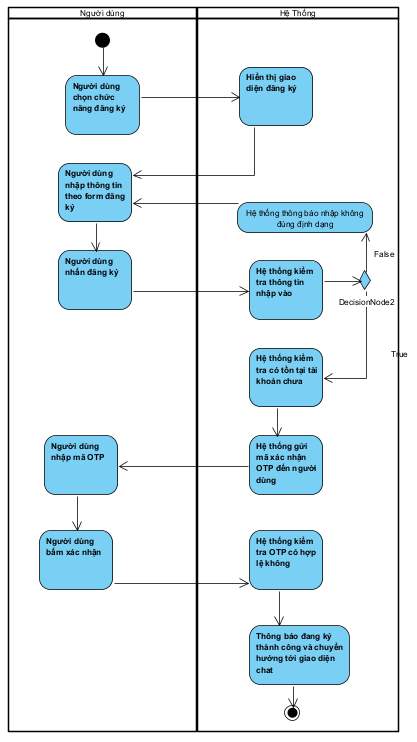 Người dùng
Hệ Thống
Người dùng
chọn chức
năng đăng ký
Hiển thị giao
diện đăng ký
Người dùng
nhập thông tin
theo form đăng
ký
Hệ thống thông báo nhập không
đúng định dạng
Người dùng
nhấn đăng ký
False
Hệ thống kiểm
tra thông tin
nhập vào
DecisionNode2
True
Hệ thống kiểm
tra có tồn tại tài
khoản chưa
Người dùng
nhập mã OTP
Hệ thống gửi
mã xác nhận
OTP đến người
dùng
Người dùng
bấm xác nhận
Hệ thống kiểm
tra OTP có hợp
lệ không
Thông báo đang ký
thành công và chuyển
hướng tới giao diện
chat